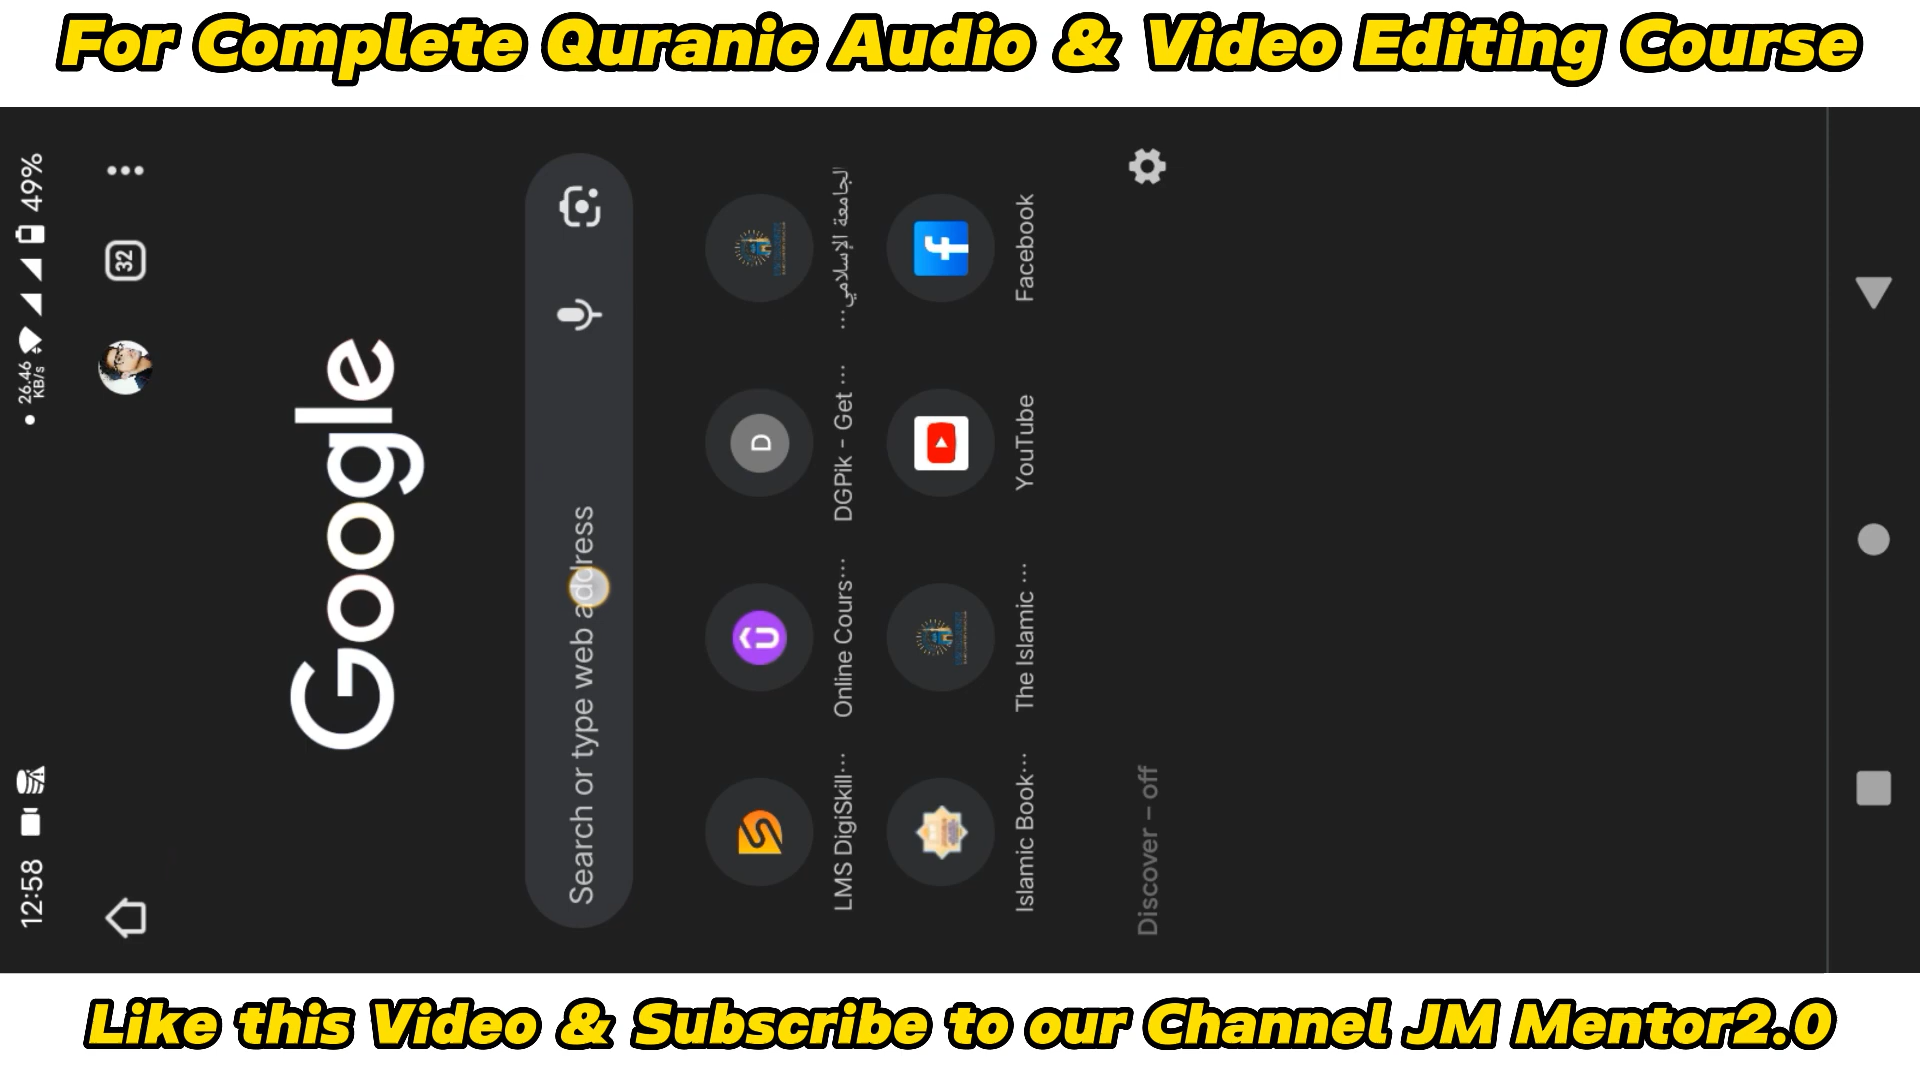 For Complete Quranic Audio & Video Editing Course
12:58
26.46
KB/s
49%
32
Google
Search or type web address
LMS DigiSkill...
Online Cours...
D
DGPik - Get ...
الجامعة الإسلامي...
Islamic Book...
The Islamic ...
YouTube
f
Facebook
Discover – off
Like this Video & Subscribe to our Channel JM Mentor2.0